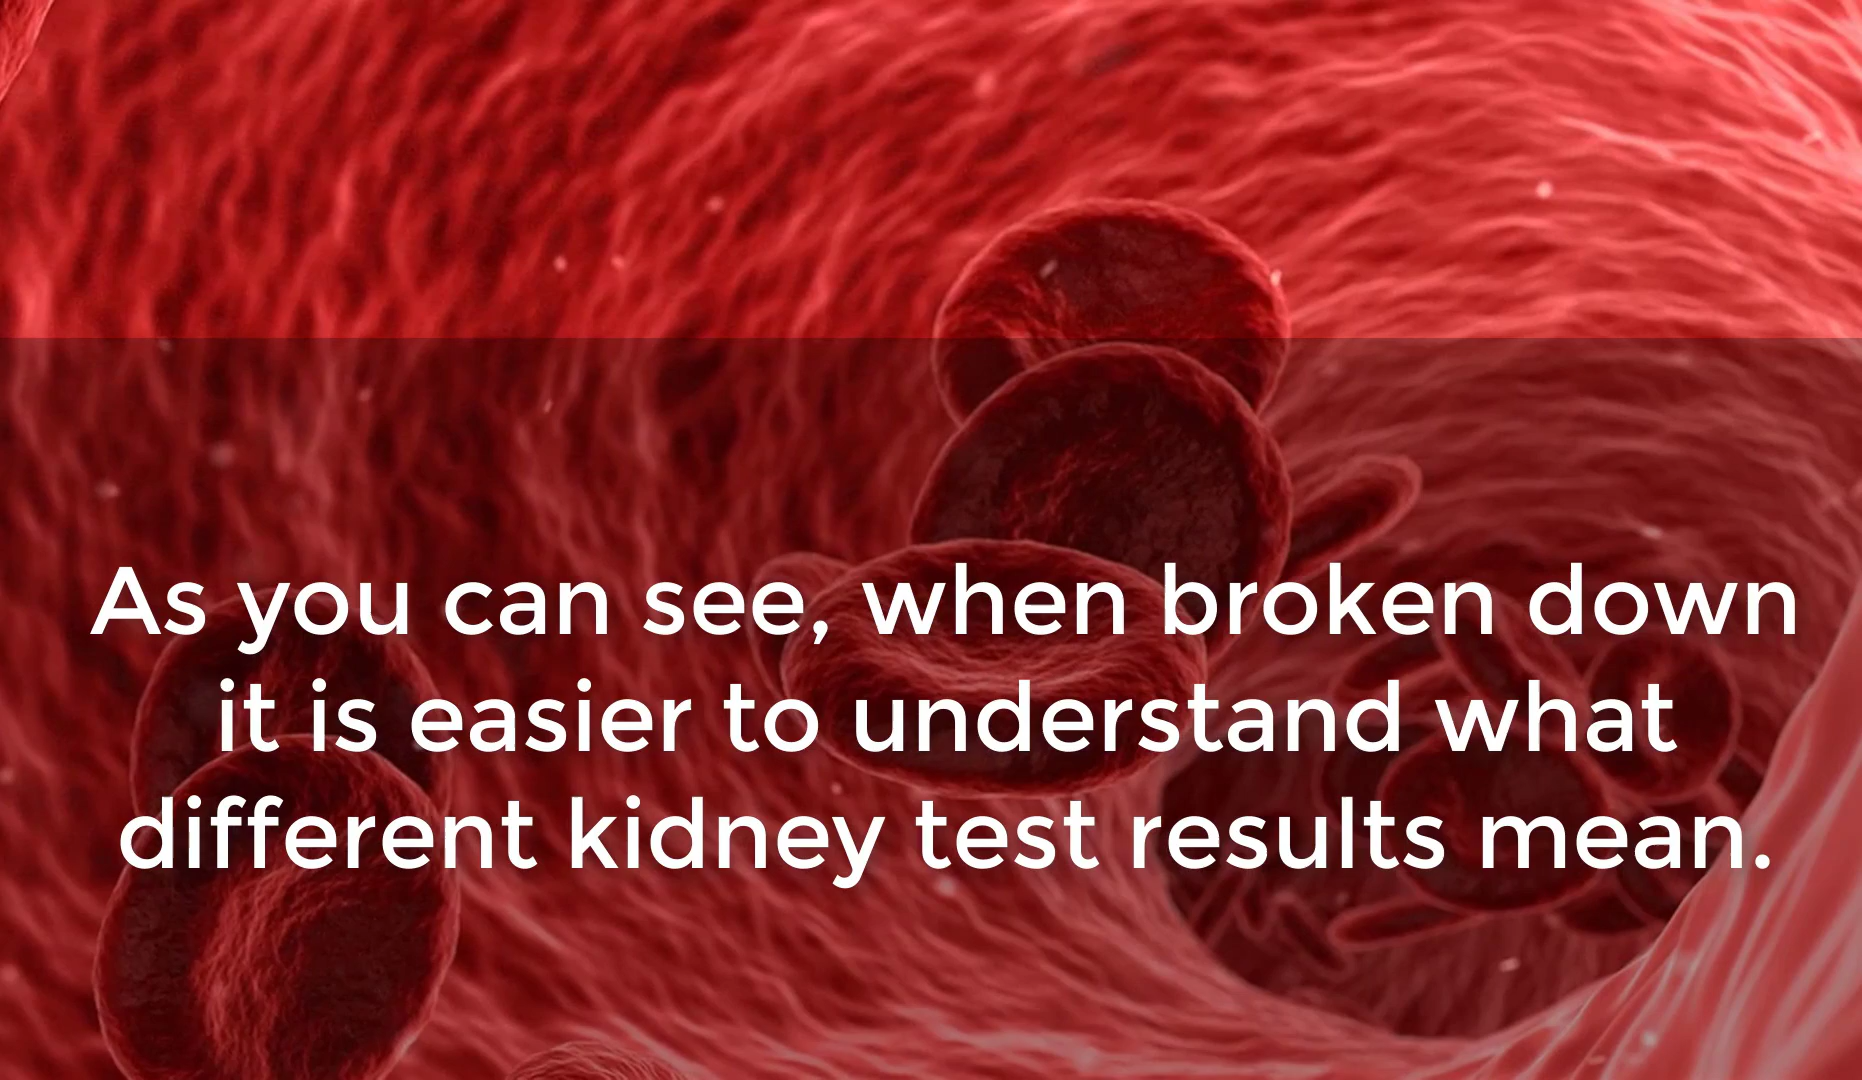 As you can see, when broken down
it is easier to understand what
different kidney test results mean.